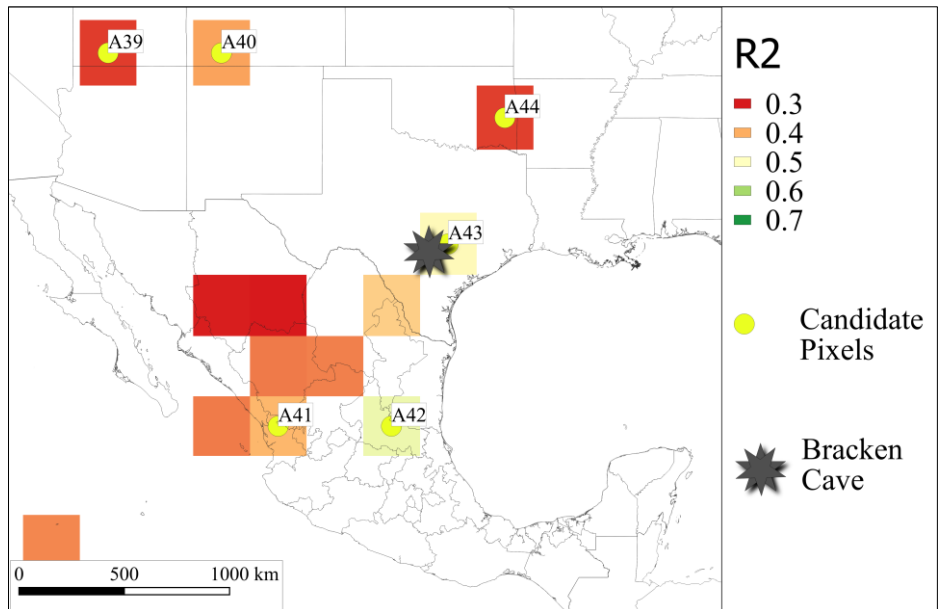 A39
A40
A44
A43
A41
A42
0 500 1000 km
R2
0.3
0.4
0.5
0.6
0.7
Candidate
Pixels
Bracken
Cave